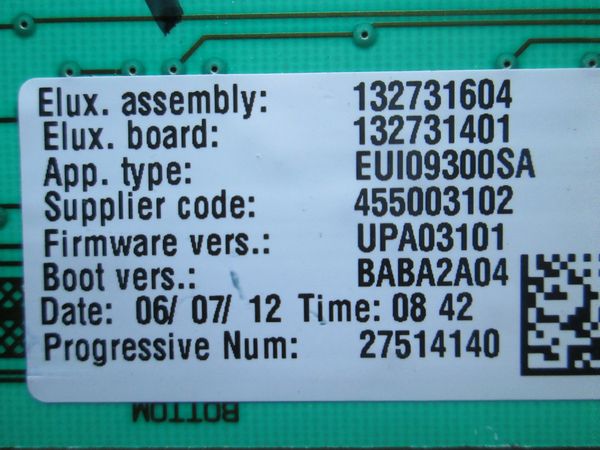 Elux. assembly: 132731604
Elux. board: 132731401
App. type: EUI09300SA
Supplier code: 455003102
Firmware vers.: UPA03101
Boot vers.: BABA2A04
Date: 06/ 07/ 12 Time: 08 42
Progressive Num: 27514140
BOTTOM